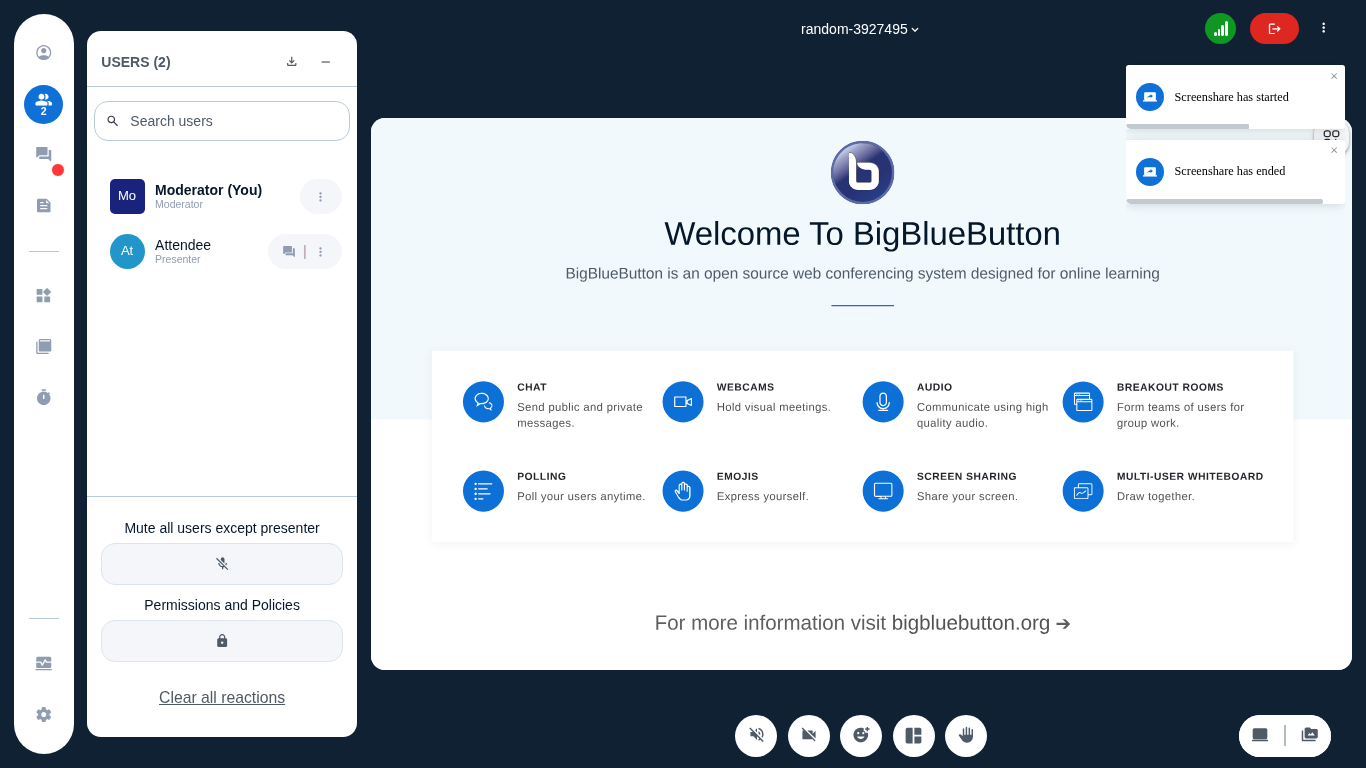 random-3927495
USERS (2)
2
Search users
Mo
Moderator (You)
Moderator
At
Attendee
Presenter
Mute all users except presenter
Permissions and Policies
Clear all reactions
Screenshare has started
Screenshare has ended
Welcome To BigBlueButton
BigBlueButton is an open source web conferencing system designed for online learning
CHAT
Send public and private
messages.
WEBCAMS
Hold visual meetings.
AUDIO
Communicate using high
quality audio.
BREAKOUT ROOMS
Form teams of users for
group work.
POLLING
Poll your users anytime.
EMOJIS
Express yourself.
SCREEN SHARING
Share your screen.
MULTI-USER WHITEBOARD
Draw together.
For more information visit bigbluebutton.org ➔